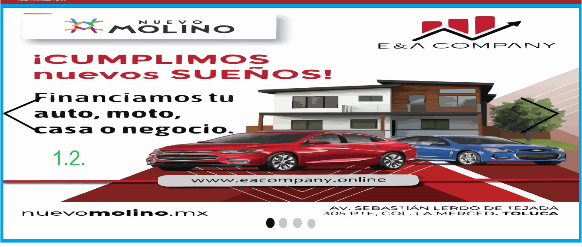 NUEVO
MOLINO
E&A COMPANY
¡CUMPLIMOS
nuevos SUEÑOS!
Financiamos tu
auto, moto,
casa o negocio.
1.2.
www.eacompany.online
nuevomolino.mx
AV. SEBASTIÁN LERDO DE TEJADA
305 PTE, COL. LA MERCED. TOLUCA